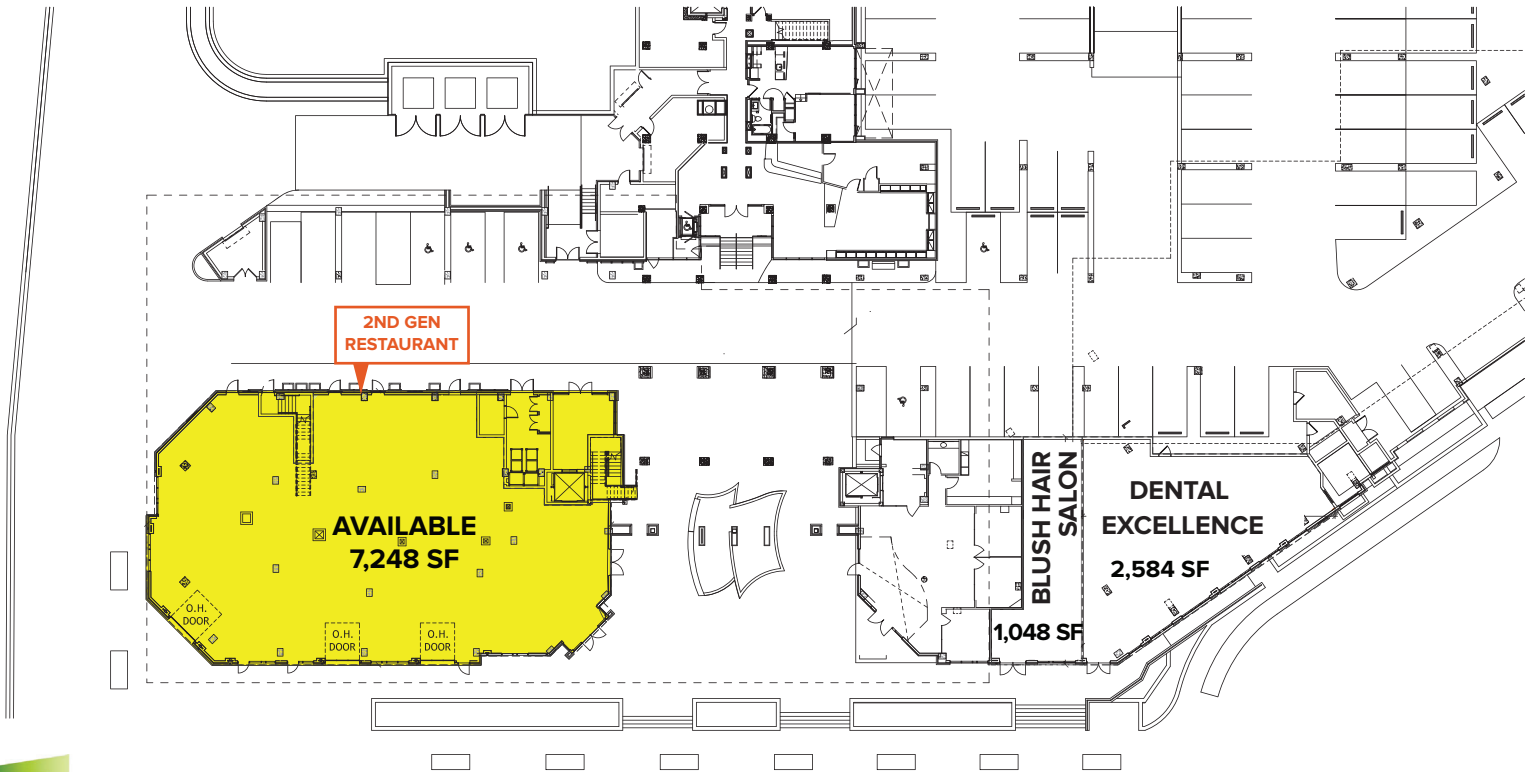 2ND GEN
RESTAURANT
AVAILABLE
7,248 SF
O.H.
DOOR
O.H.
DOOR
O.H.
DOOR
BLUSH HAIR
SALON
1,048 SF
DENTAL
EXCELLENCE
2,584 SF